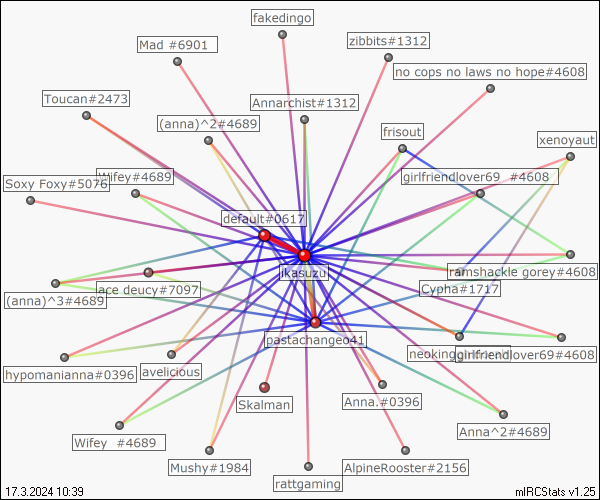 fakedingo
Mad #6901
zibbits#1312
no cops no laws no hope#4608
Toucan#2473
Annarchist#1312
(anna)^2#4689
frisout
xenoyaut
Soxy Foxy#5076
Wifey#4689
girlfriendlover69 #4608
default#0617
jikasuzu
ramshackle gorey#4608
ace deucy#7097
Cypha#1717
(anna)^3#4689
pastachangeo41
girlfriendlover69#4608
hypomanianna#0396
avelicious
Skalman
Anna.#0396
Wifey #4689
Anna^2#4689
Mushy#1984
rattgaming
AlpineRooster#2156
17.3.2024 10:39
mIRCStats v1.25